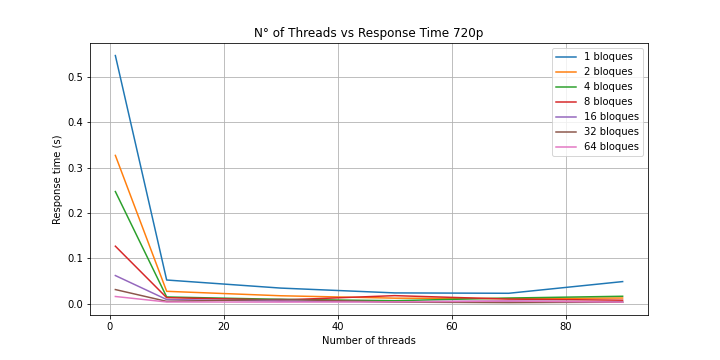 N° of Threads vs Response Time 720p
Response time (s)
0.5
0.4
0.3
0.2
0.1
0.0
0
20
40
60
80
Number of threads
1 bloques
2 bloques
4 bloques
8 bloques
16 bloques
32 bloques
64 bloques